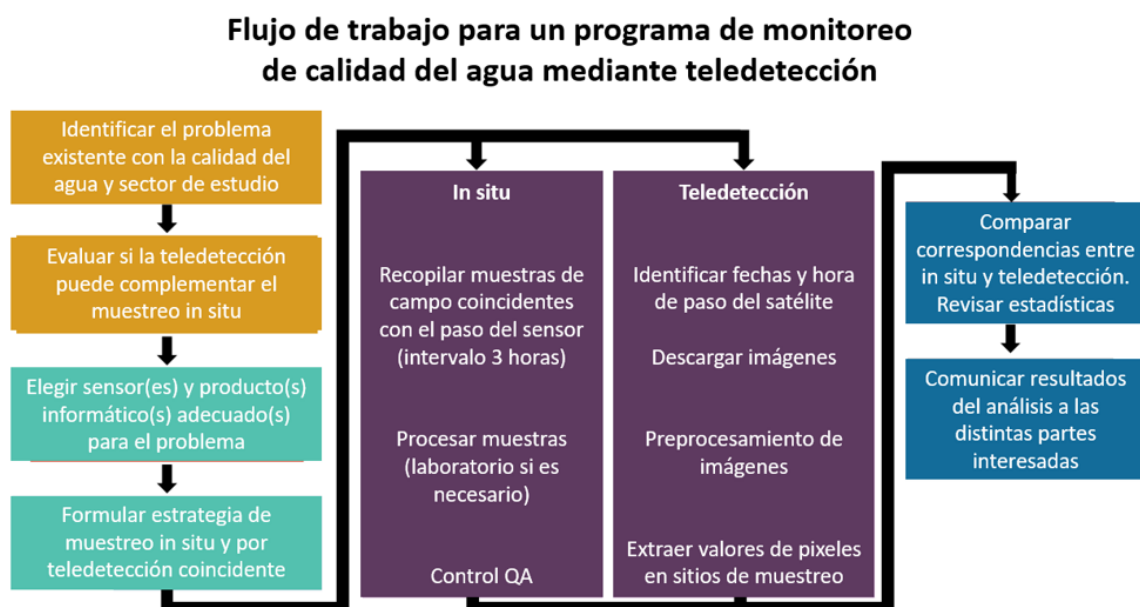 Flujo de trabajo para un programa de monitoreo
de calidad del agua mediante teledetección
Identificar el problema
existente con la calidad del
agua y sector de estudio
Evaluar si la teledetección
puede complementar el
muestreo in situ
Elegir sensor(es) y producto(s)
informático(s) adecuado(s)
para el problema
Formular estrategia de
muestreo in situ y por
teledetección coincidente
In situ
Recopilar muestras de
campo coincidentes
con el paso del sensor
(intervalo 3 horas)
Procesar muestras
(laboratorio si es
necesario)
Control QA
Teledetección
Identificar fechas y hora
de paso del satélite
Descargar imágenes
Preprocesamiento de
imágenes
Extraer valores de pixeles
en sitios de muestreo
Comparar
correspondencias entre
in situ y teledetección.
Revisar estadísticas
Comunicar resultados
del análisis a las
distintas partes
interesadas